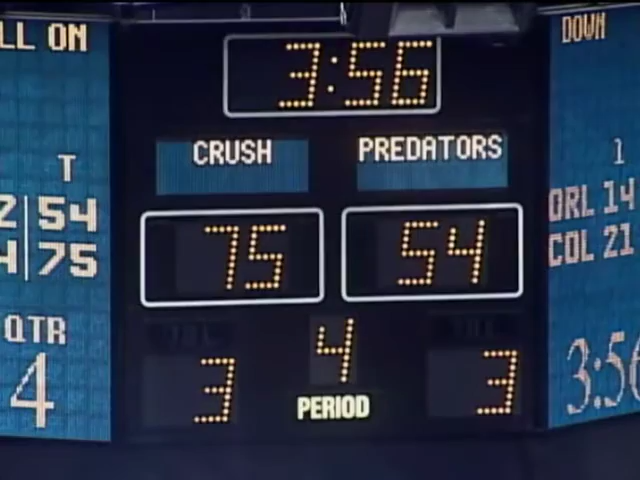 LL ON
T
2 54
4 75
QTR
4
3:56
CRUSH PREDATORS
75 54
4
3 3
PERIOD
DOWN
1
ORL 14
COL 21
3:56